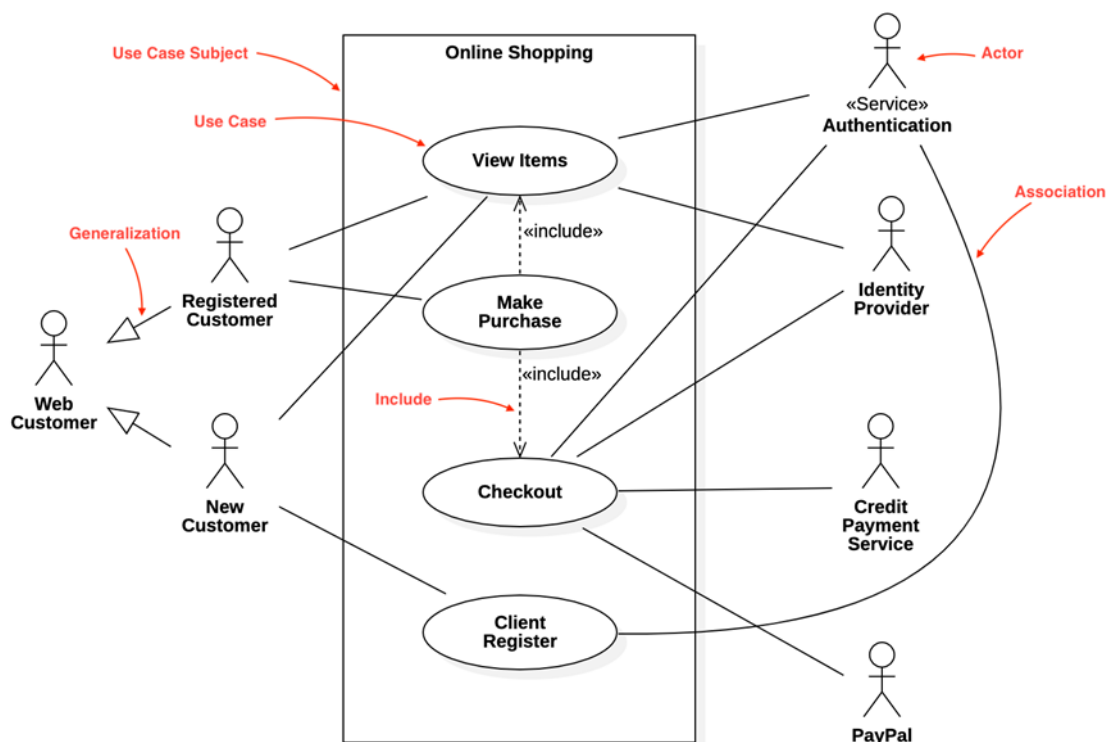 Online Shopping
Use Case Subject
Actor
«Service»
Authentication
Use Case
View Items
Association
Generalization
«include»
Registered
Customer
Make
Purchase
Identity
Provider
«include»
Web
Customer
Include
Checkout
New
Customer
Credit
Payment
Service
Client
Register
PayPal